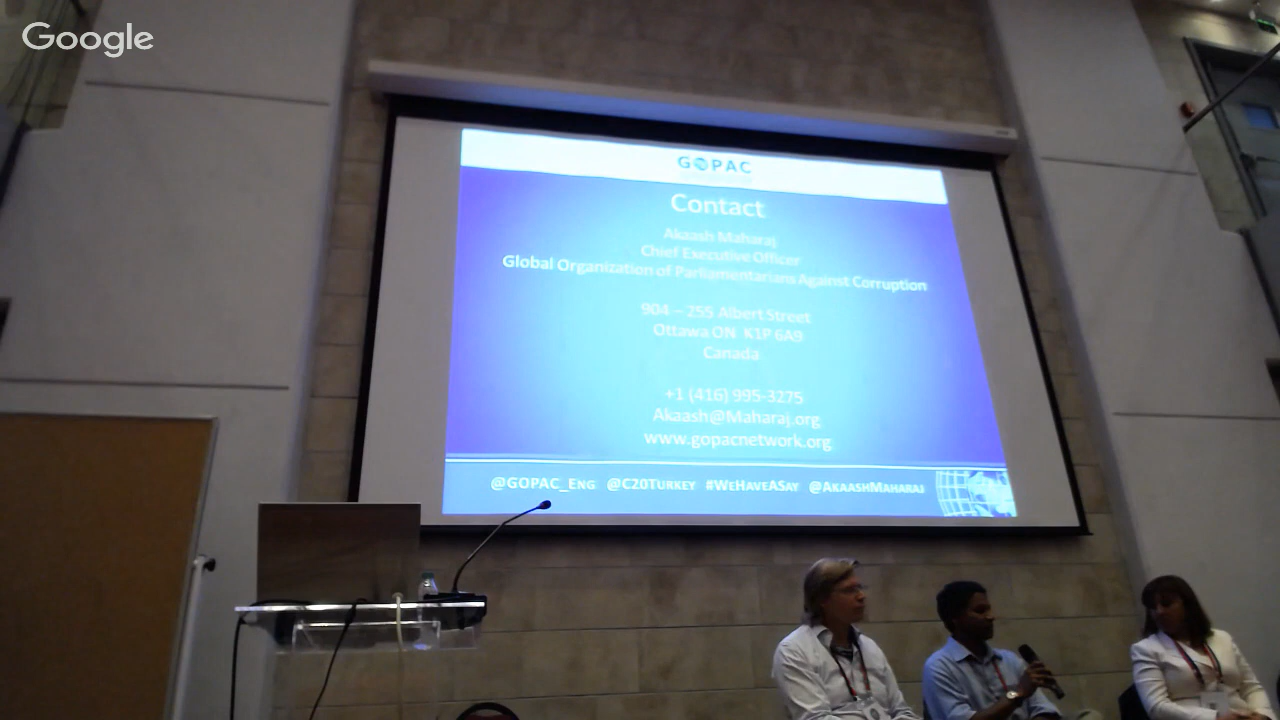 Google
GOPAC
Contact
Akaash Maharaj
Chief Executive Officer
Global Organization of Parliamentarians Against Corruption
904 – 255 Albert Street
Ottawa ON K1P 6A9
Canada
+1 (416) 995-3275
Akaash@Maharaj.org
www.gopacnetwork.org
@GOPAC_Eng @C20Turkey #WeHaveASay @AkaashMaharaj